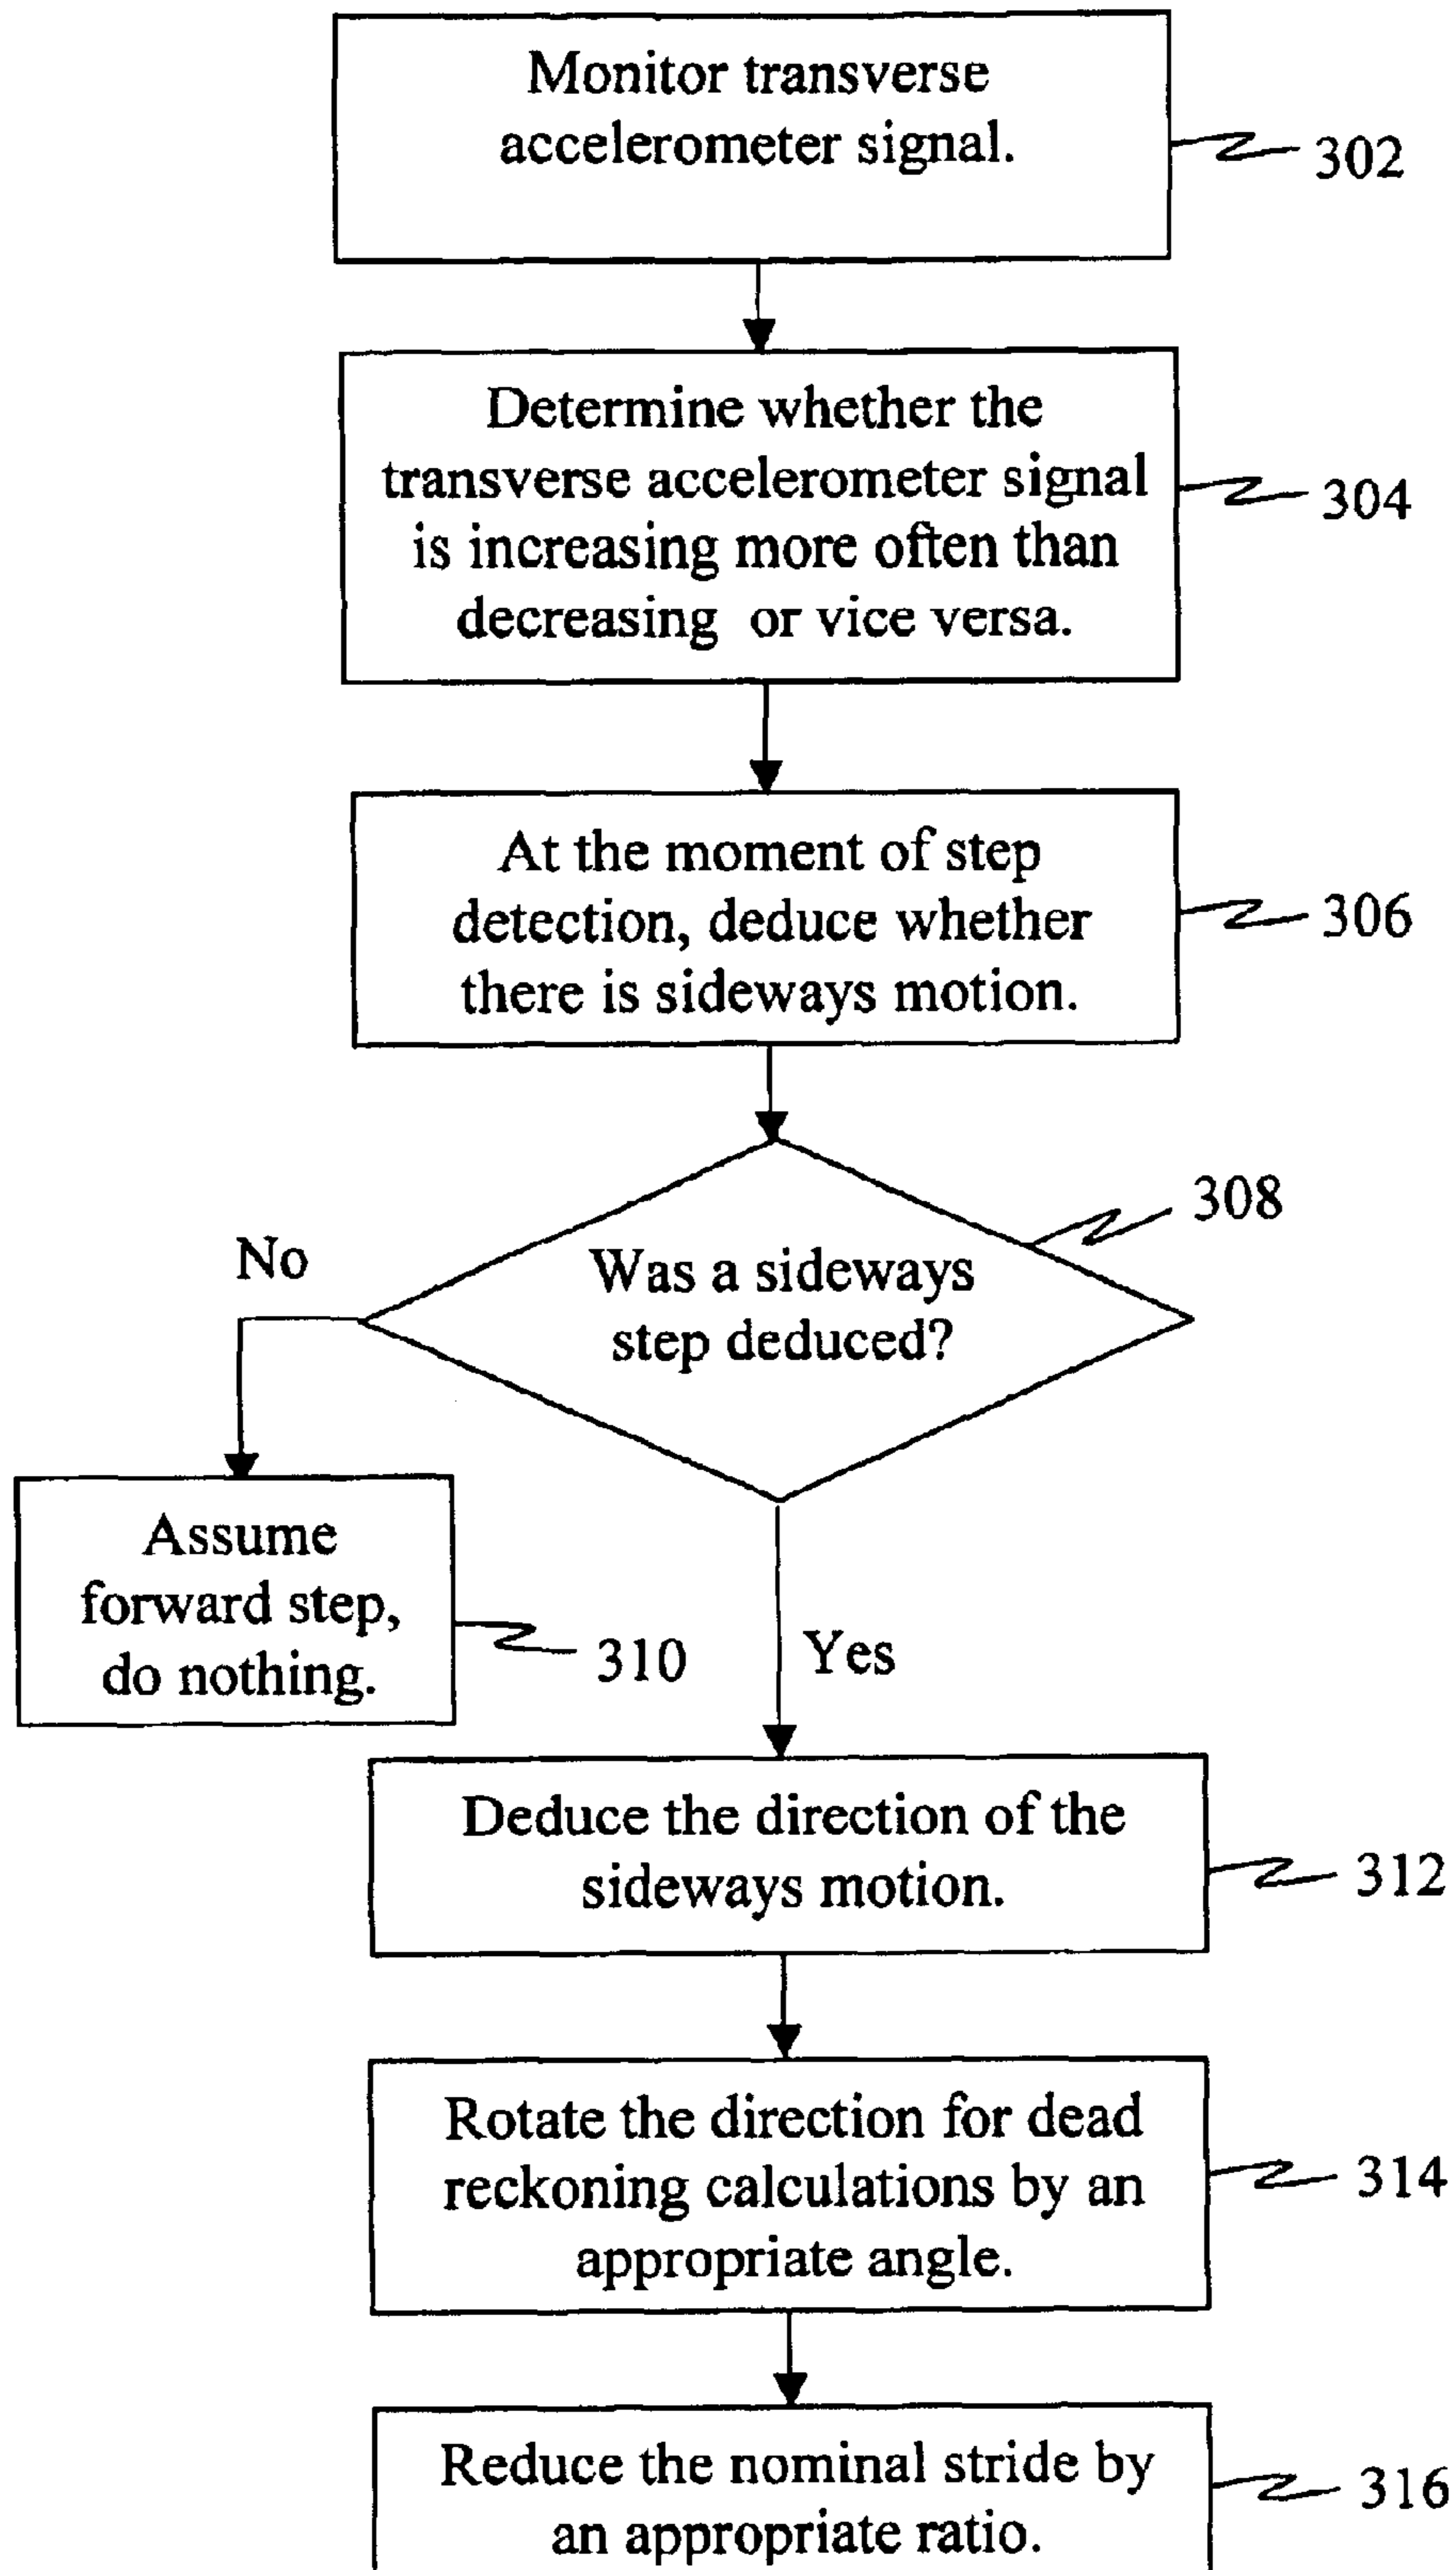 Monitor transverse
accelerometer signal.
302
Determine whether the
transverse accelerometer signal
is increasing more often than
decreasing or vice versa.
304
At the moment of step
detection, deduce whether
there is sideways motion.
306
308
No
Was a sideways
step deduced?
Assume
forward step,
do nothing.
310
Yes
Deduce the direction of the
sideways motion.
312
Rotate the direction for dead
reckoning calculations by an
appropriate angle.
314
Reduce the nominal stride by
an appropriate ratio.
316